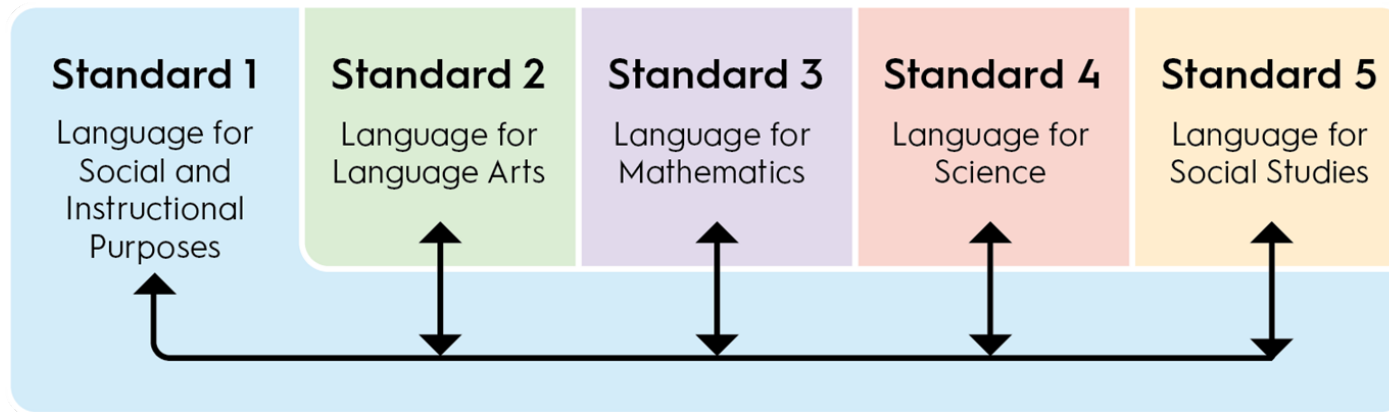 Standard 1
Language for
Social and
Instructional
Purposes
Standard 2
Language for
Language Arts
Standard 3
Language for
Mathematics
Standard 4
Language for
Science
Standard 5
Language for
Social Studies